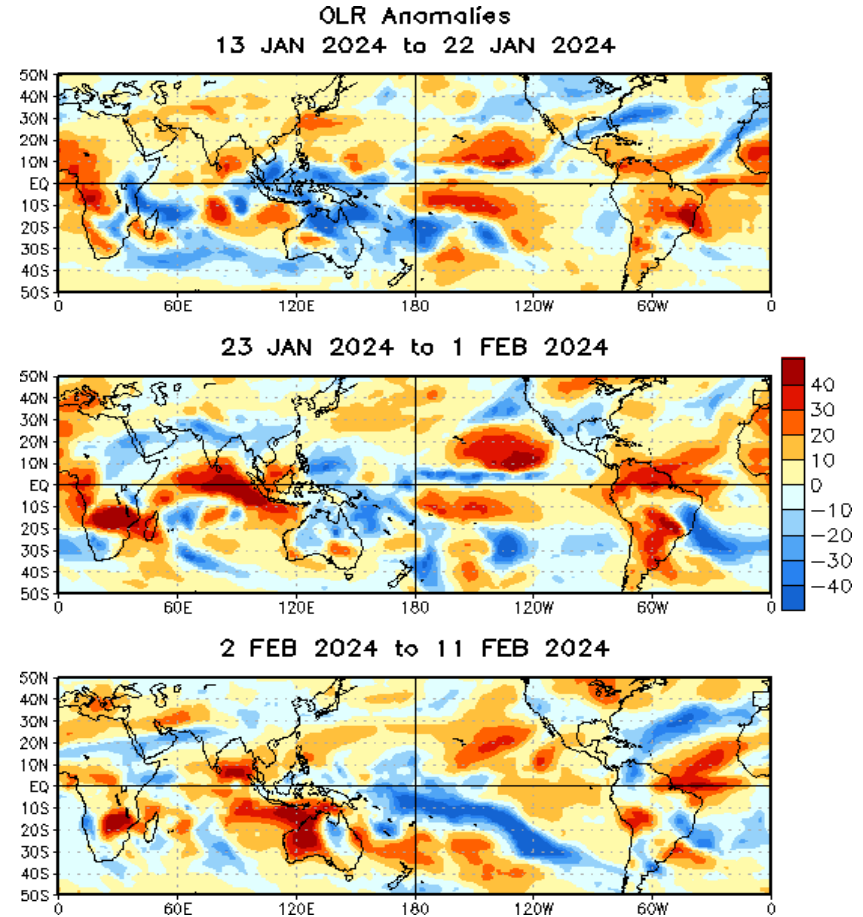 OLR Anomalies
13 JAN 2024 to 22 JAN 2024
50N
40N
30N
20N
10N
EQ
10S
20S
30S
40S
50S
0 60E 120E 180 120W 60W 0
23 JAN 2024 to 1 FEB 2024
50N
40N
30N
20N
10N
EQ
10S
20S
30S
40S
50S
0 60E 120E 180 120W 60W 0
40
30
20
10
0
-10
-20
-30
-40
2 FEB 2024 to 11 FEB 2024
50N
40N
30N
20N
10N
EQ
10S
20S
30S
40S
50S
0 60E 120E 180 120W 60W 0